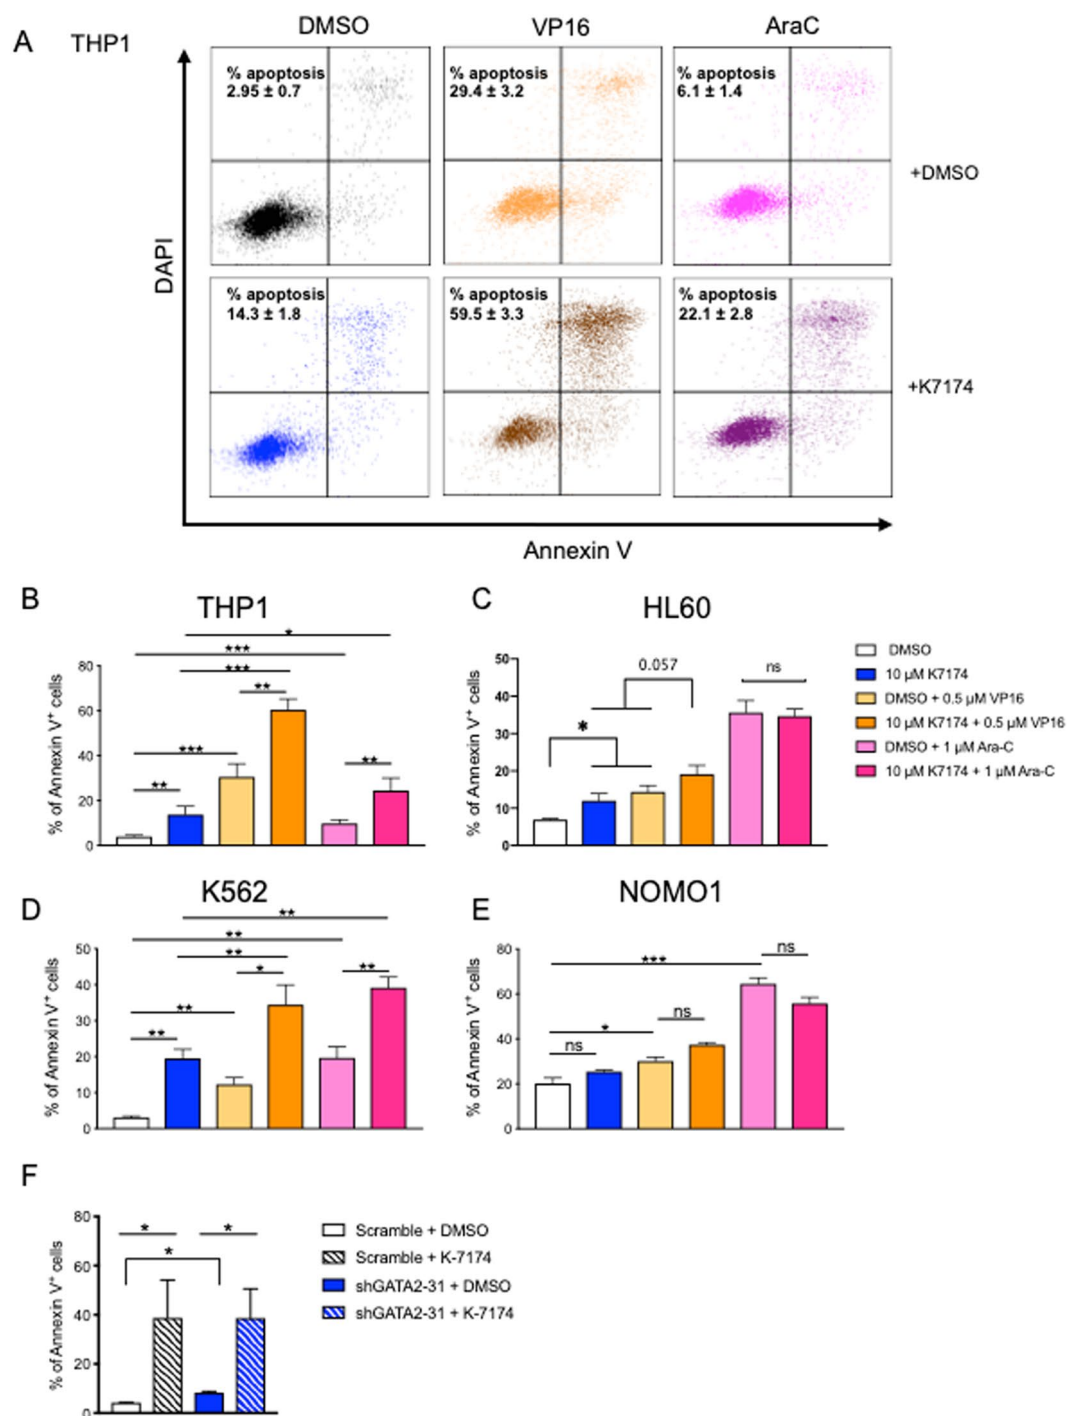 A
THP1
DMSO
VP16
AraC
% apoptosis
2.95 ± 0.7
% apoptosis
29.4 ± 3.2
% apoptosis
6.1 ± 1.4
+DMSO
% apoptosis
14.3 ± 1.8
% apoptosis
59.5 ± 3.3
% apoptosis
22.1 ± 2.8
+K7174
DAPI
Annexin V
B
THP1
% of Annexin V⁺ cells
80
60
40
20
0
*
***
***
**
***
**
**
C
HL60
% of Annexin V⁺ cells
50
40
30
20
10
0
*
0.057
ns
DMSO
10 µM K7174
DMSO + 0.5 µM VP16
10 µM K7174 + 0.5 µM VP16
DMSO + 1 µM Ara-C
10 µM K7174 + 1 µM Ara-C
D
K562
% of Annexin V⁺ cells
50
40
30
20
10
0
**
**
**
*
**
**
**
E
NOMO1
% of Annexin V⁺ cells
80
60
40
20
0
ns
***
ns
*
ns
F
% of Annexin V⁺ cells
80
60
40
20
0
*
*
*
Scramble + DMSO
Scramble + K-7174
shGATA2-31 + DMSO
shGATA2-31 + K-7174